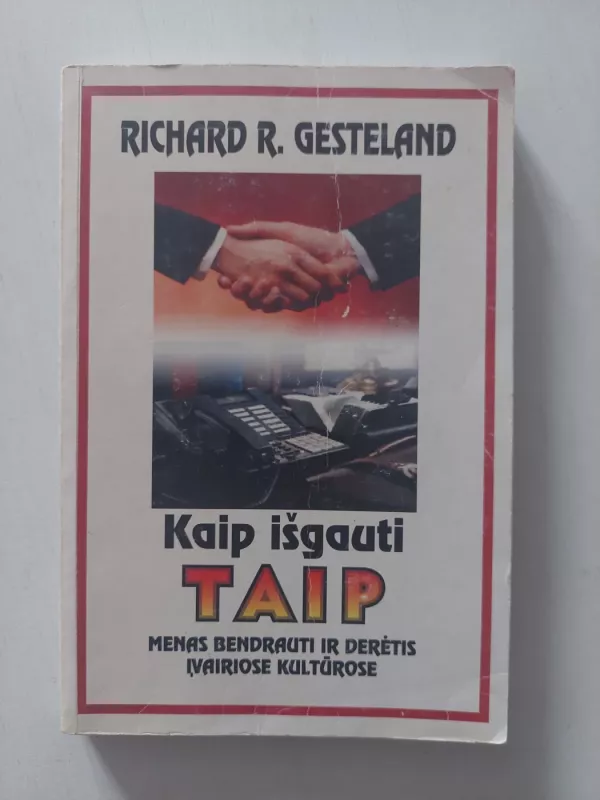 RICHARD R. GESTELAND
Kaip išgauti
TAIP
MENAS BENDRAUTI IR DERĖTIS
ĮVAIRIOSE KULTŪROSE